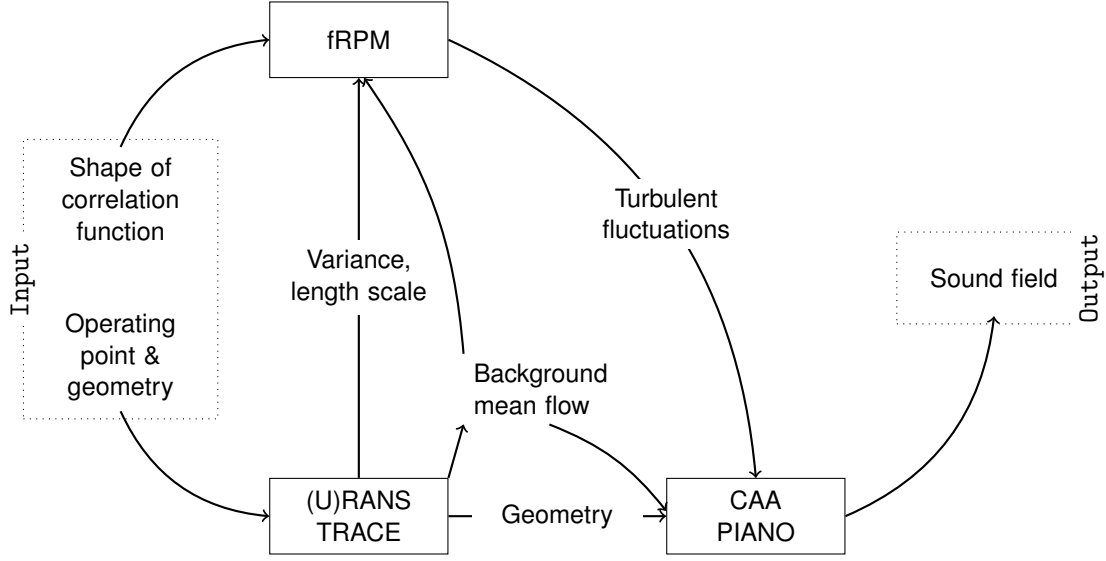 fRPM
Shape of
correlation
function
Input
Operating
point &
geometry
Variance,
length scale
Turbulent
fluctuations
Background
mean flow
Sound field
Output
(U)RANS
TRACE
Geometry
CAA
PIANO